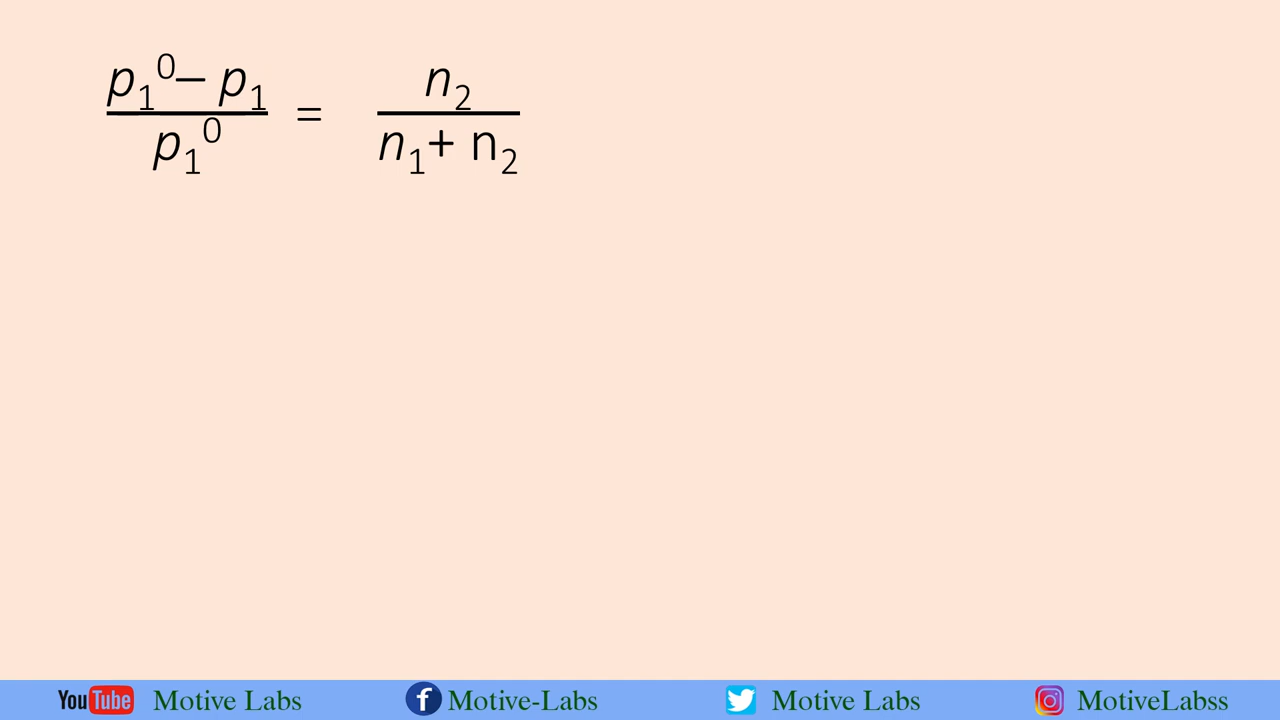 p₁⁰– p₁ = n₂
p₁⁰ n₁+ n₂
YouTube Motive Labs f Motive-Labs Motive Labs MotiveLabss